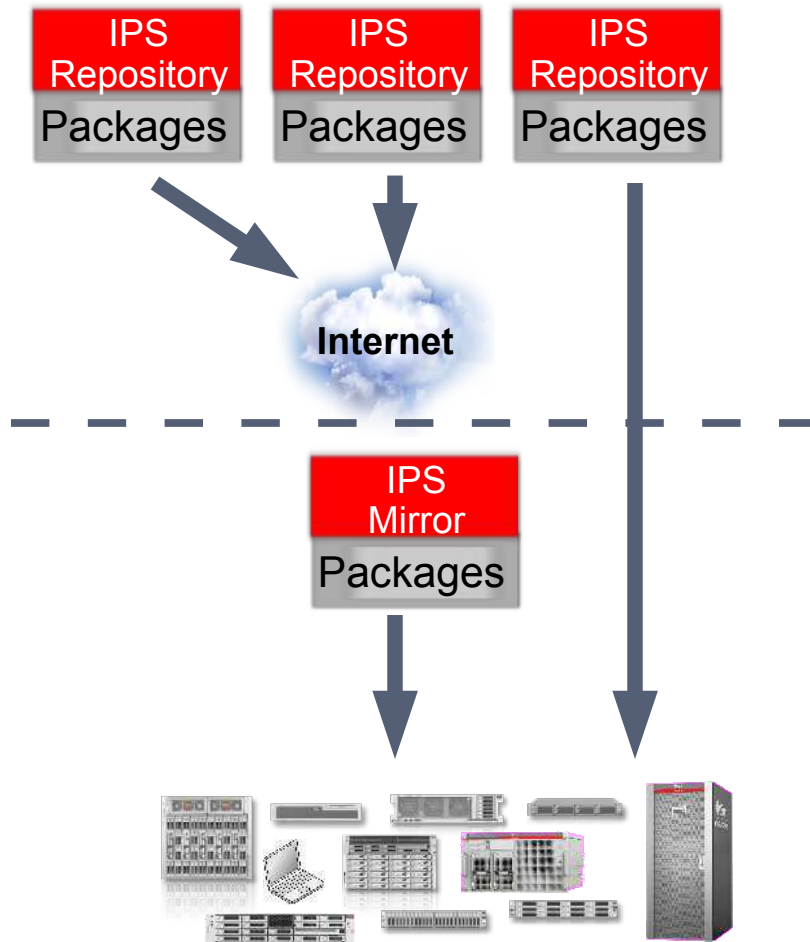 IPS
Repository
Packages
IPS
Repository
Packages
IPS
Repository
Packages
Internet
IPS
Mirror
Packages